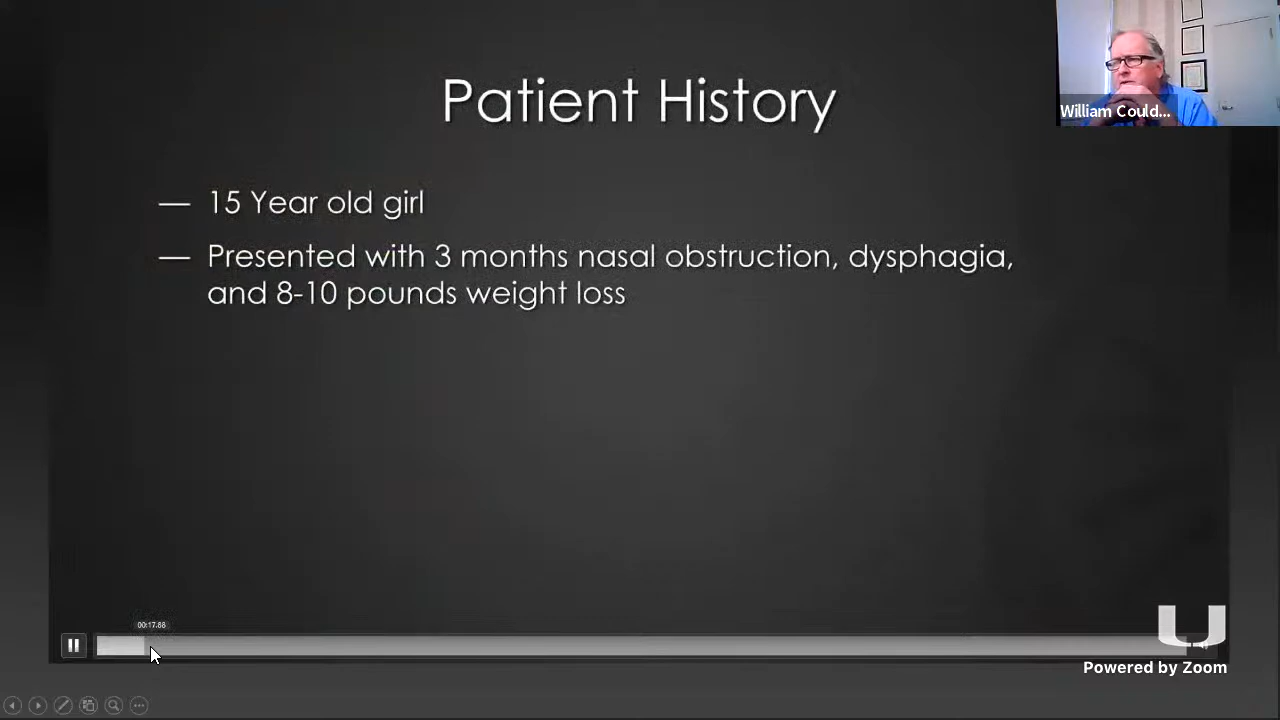 Patient History
William Could...
— 15 Year old girl
— Presented with 3 months nasal obstruction, dysphagia,
and 8-10 pounds weight loss
00:17.88
U
Powered by Zoom